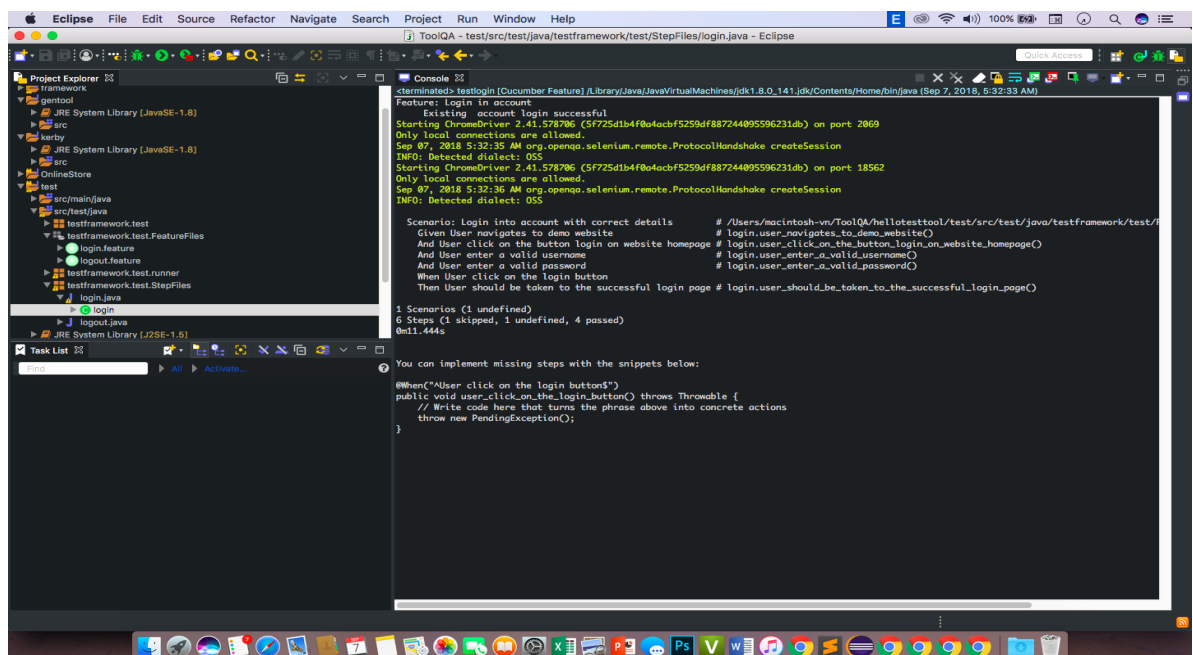 Eclipse File Edit Source Refactor Navigate Search Project Run Window Help 100%
ToolQA - test/src/test/java/testframework/test/StepFiles/login.java - Eclipse
Quick Access
Project Explorer
framework
gentool
JRE System Library [JavaSE-1.8]
src
kerby
JRE System Library [JavaSE-1.8]
src
OnlineStore
test
src/main/java
src/test/java
testframework.test
testframework.test.FeatureFiles
login.feature
logout.feature
testframework.test.runner
testframework.test.StepFiles
login.java
login
logout.java
JRE System Library [J2SE-1.5]
Task List
Find All Activate...
Console
<terminated> testlogin [Cucumber Feature] /Library/Java/JavaVirtualMachines/jdk1.8.0_141.jdk/Contents/Home/bin/java (Sep 7, 2018, 5:32:33 AM)
Feature: Login in account
Existing account login successful
Starting ChromeDriver 2.41.578706 (5f725d1b4f0a4acbf5259df887244095596231db) on port 2069
Only local connections are allowed.
Sep 07, 2018 5:32:35 AM org.openqa.selenium.remote.ProtocolHandshake createSession
INFO: Detected dialect: OSS
Starting ChromeDriver 2.41.578706 (5f725d1b4f0a4acbf5259df887244095596231db) on port 18562
Only local connections are allowed.
Sep 07, 2018 5:32:36 AM org.openqa.selenium.remote.ProtocolHandshake createSession
INFO: Detected dialect: OSS
Scenario: Login into account with correct details # /Users/macintosh-vn/ToolQA/hellotesttool/test/src/test/java/testframework/test/F
Given User navigates to demo website # login.user_navigates_to_demo_website()
And User click on the button login on website homepage # login.user_click_on_the_button_login_on_website_homepage()
And User enter a valid username # login.user_enter_a_valid_username()
And User enter a valid password # login.user_enter_a_valid_password()
When User click on the login button
Then User should be taken to the successful login page # login.user_should_be_taken_to_the_successful_login_page()
1 Scenarios (1 undefined)
6 Steps (1 skipped, 1 undefined, 4 passed)
0m11.444s
You can implement missing steps with the snippets below:
@When("^User click on the login button$")
public void user_click_on_the_login_button() throws Throwable {
// Write code here that turns the phrase above into concrete actions
throw new PendingException();
}